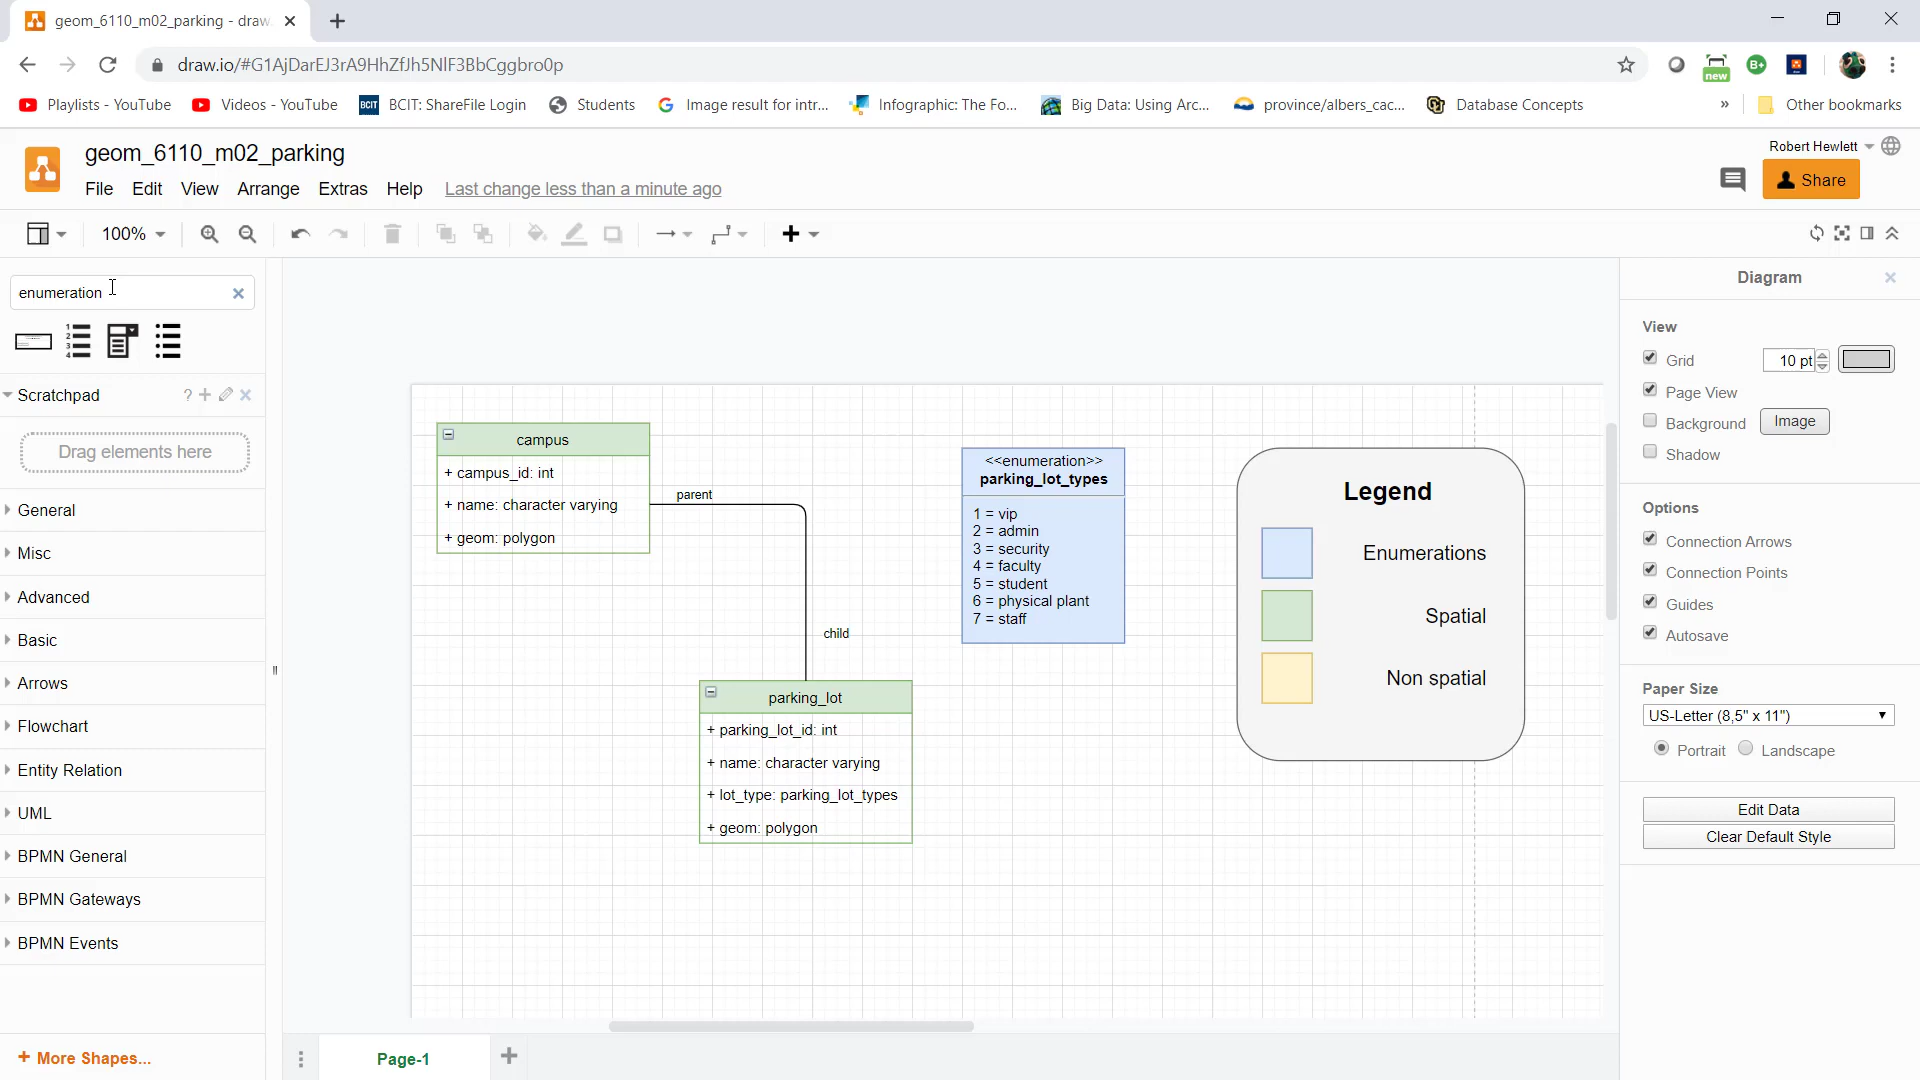 geom_6110_m02_parking - draw.
draw.io/#G1AjDarEJ3rA9HhZfJh5NlF3BbCggbro0p
new
B+
Playlists - YouTube
Videos - YouTube
BCIT
BCIT: ShareFile Login
Students
Image result for intr...
Infographic: The Fo...
Big Data: Using Arc...
province/albers_cac...
Database Concepts
»
Other bookmarks
geom_6110_m02_parking
Robert Hewlett
File Edit View Arrange Extras Help Last change less than a minute ago
Share
100%
enumeration
Scratchpad
?
Drag elements here
General
Misc
Advanced
Basic
Arrows
Flowchart
Entity Relation
UML
BPMN General
BPMN Gateways
BPMN Events
+ More Shapes...
campus
+ campus_id: int
+ name: character varying
+ geom: polygon
parent
child
parking_lot
+ parking_lot_id: int
+ name: character varying
+ lot_type: parking_lot_types
+ geom: polygon
<<enumeration>>
parking_lot_types
1 = vip
2 = admin
3 = security
4 = faculty
5 = student
6 = physical plant
7 = staff
Legend
Enumerations
Spatial
Non spatial
Page-1
Diagram
View
Grid
10 pt
Page View
Background
Image
Shadow
Options
Connection Arrows
Connection Points
Guides
Autosave
Paper Size
US-Letter (8,5" x 11")
Portrait
Landscape
Edit Data
Clear Default Style